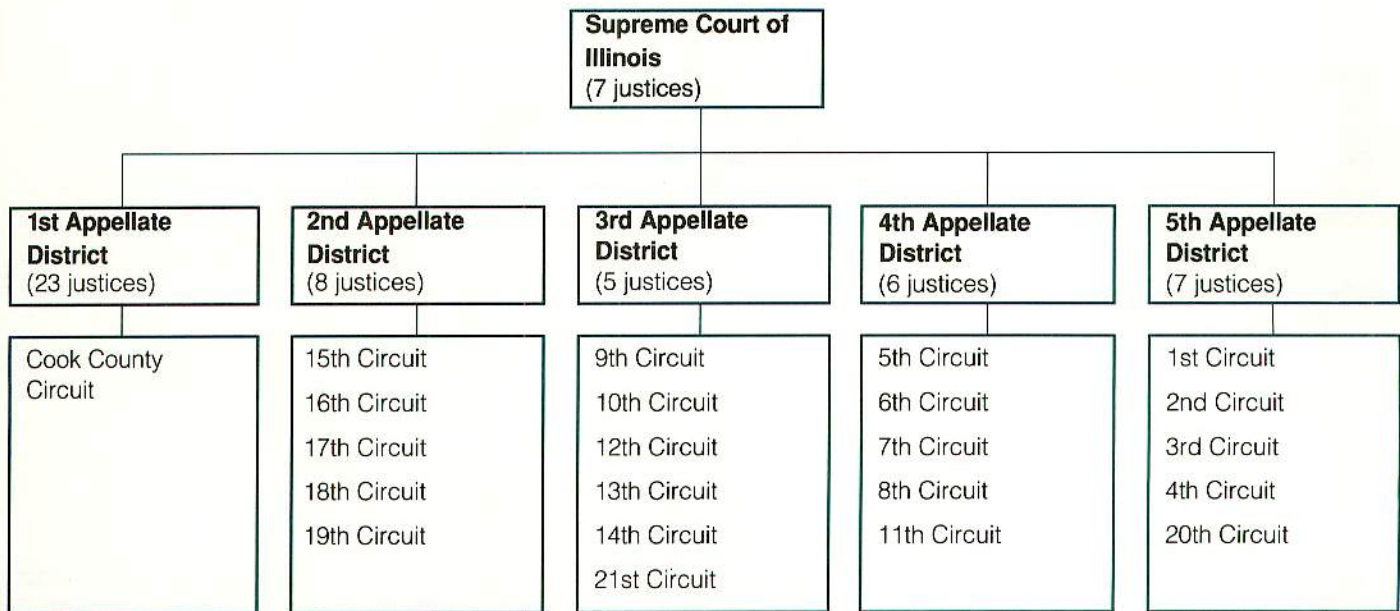 Supreme Court of
Illinois
(7 justices)
1st Appellate
District
(23 justices)
Cook County
Circuit
2nd Appellate
District
(8 justices)
15th Circuit
16th Circuit
17th Circuit
18th Circuit
19th Circuit
3rd Appellate
District
(5 justices)
9th Circuit
10th Circuit
12th Circuit
13th Circuit
14th Circuit
21st Circuit
4th Appellate
District
(6 justices)
5th Circuit
6th Circuit
7th Circuit
8th Circuit
11th Circuit
5th Appellate
District
(7 justices)
1st Circuit
2nd Circuit
3rd Circuit
4th Circuit
20th Circuit